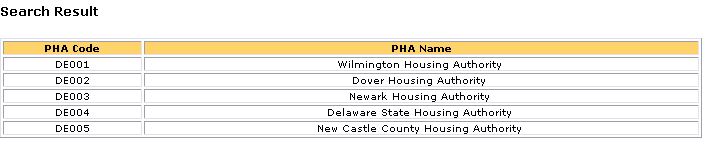 Search Result
PHA Code PHA Name
DE001 Wilmington Housing Authority
DE002 Dover Housing Authority
DE003 Newark Housing Authority
DE004 Delaware State Housing Authority
DE005 New Castle County Housing Authority